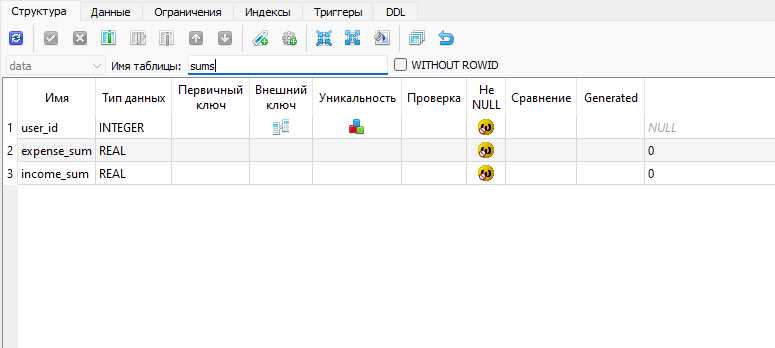 Структура Данные Ограничения Индексы Триггеры DDL
data Имя таблицы: sums WITHOUT ROWID
Имя Тип данных Первичный ключ Внешний ключ Уникальность Проверка Не NULL Сравнение Generated
1 user_id INTEGER NULL
2 expense_sum REAL 0
3 income_sum REAL 0